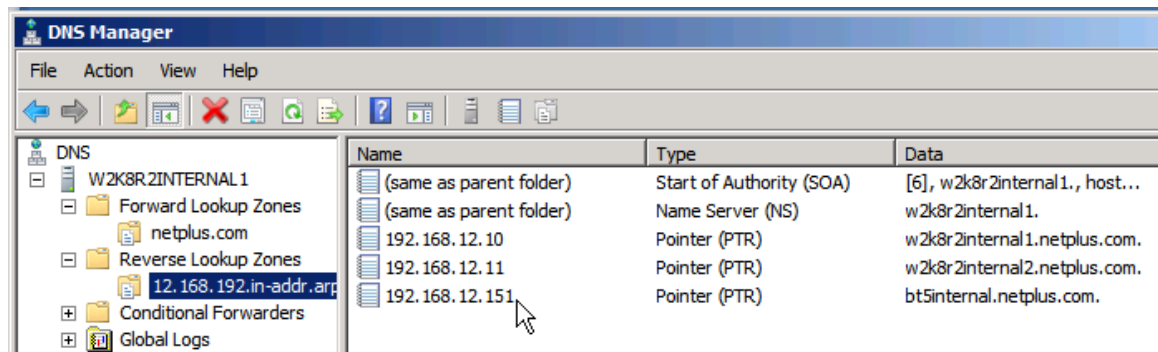 DNS Manager
File Action View Help
DNS
W2K8R2INTERNAL1
Forward Lookup Zones
netplus.com
Reverse Lookup Zones
12.168.192.in-addr.arp
Conditional Forwarders
Global Logs
Name Type Data
(same as parent folder) Start of Authority (SOA) [6], w2k8r2internal1., host...
(same as parent folder) Name Server (NS) w2k8r2internal1.
192.168.12.10 Pointer (PTR) w2k8r2internal1.netplus.com.
192.168.12.11 Pointer (PTR) w2k8r2internal2.netplus.com.
192.168.12.151 Pointer (PTR) bt5internal.netplus.com.